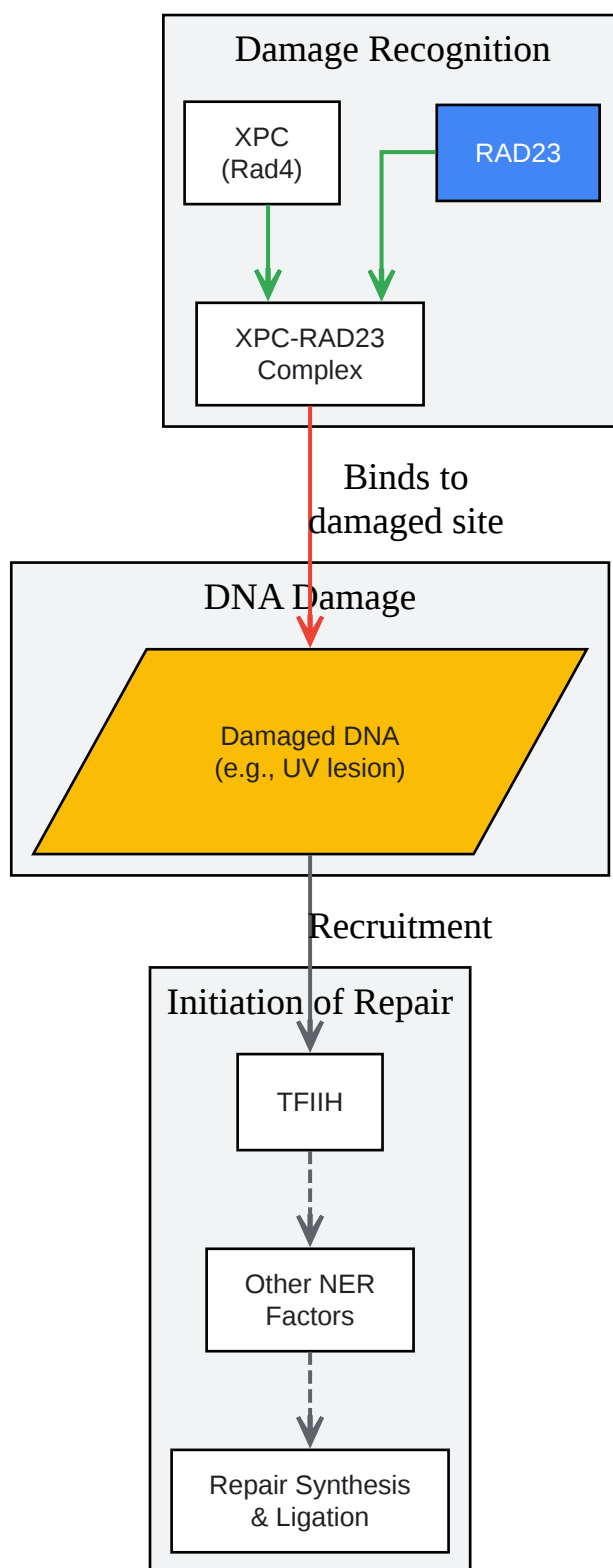 Damage Recognition
XPC
(Rad4)
RAD23
XPC-RAD23
Complex
Binds to
damaged site
DNA Damage
Damaged DNA
(e.g., UV lesion)
Recruitment
Initiation of Repair
TFIIH
Other NER
Factors
Repair Synthesis
& Ligation